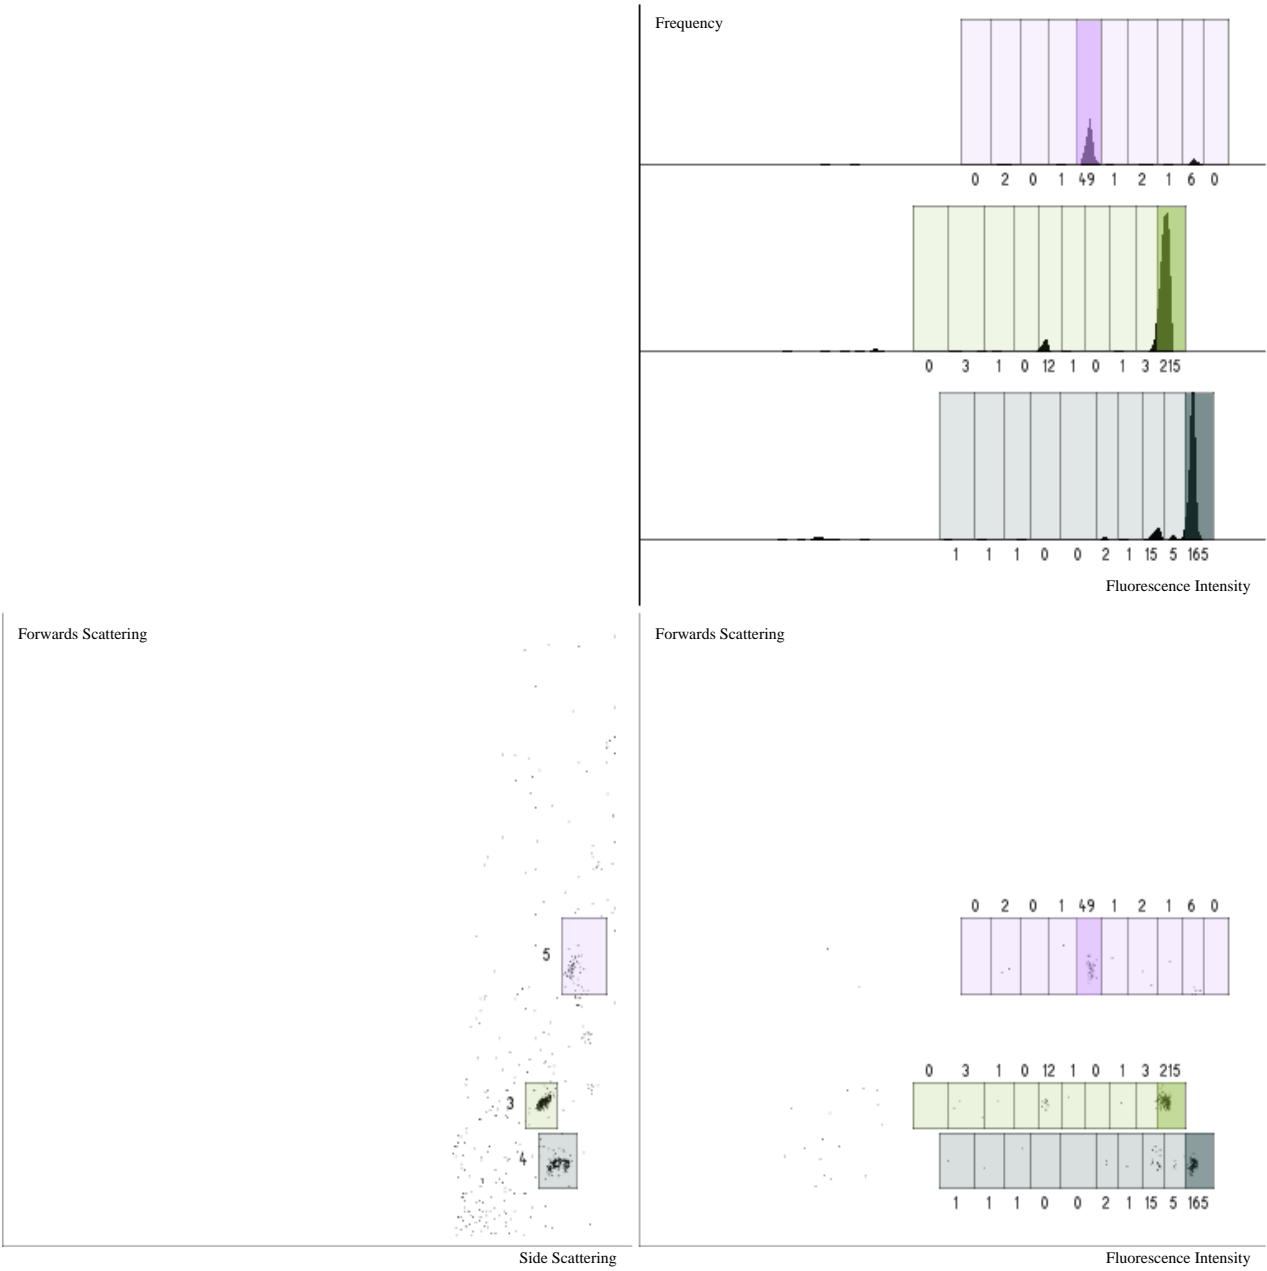 Frequency
0 2 0 1 49 1 2 1 6 0
0 3 1 0 12 1 0 1 3 215
1 1 1 0 0 2 1 15 5 165
Fluorescence Intensity
Forwards Scattering
5
3
4
Side Scattering
Forwards Scattering
0 2 0 1 49 1 2 1 6 0
0 3 1 0 12 1 0 1 3 215
1 1 1 0 0 2 1 15 5 165
Fluorescence Intensity